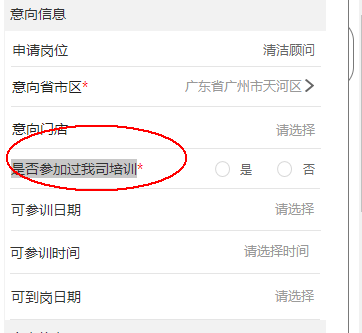 意向信息
申请岗位 清洁顾问
意向省市区* 广东省广州市天河区
意向门店 请选择
是否参加过我司培训* 是 否
可参训日期 请选择
可参训时间 请选择时间
可到岗日期 请选择